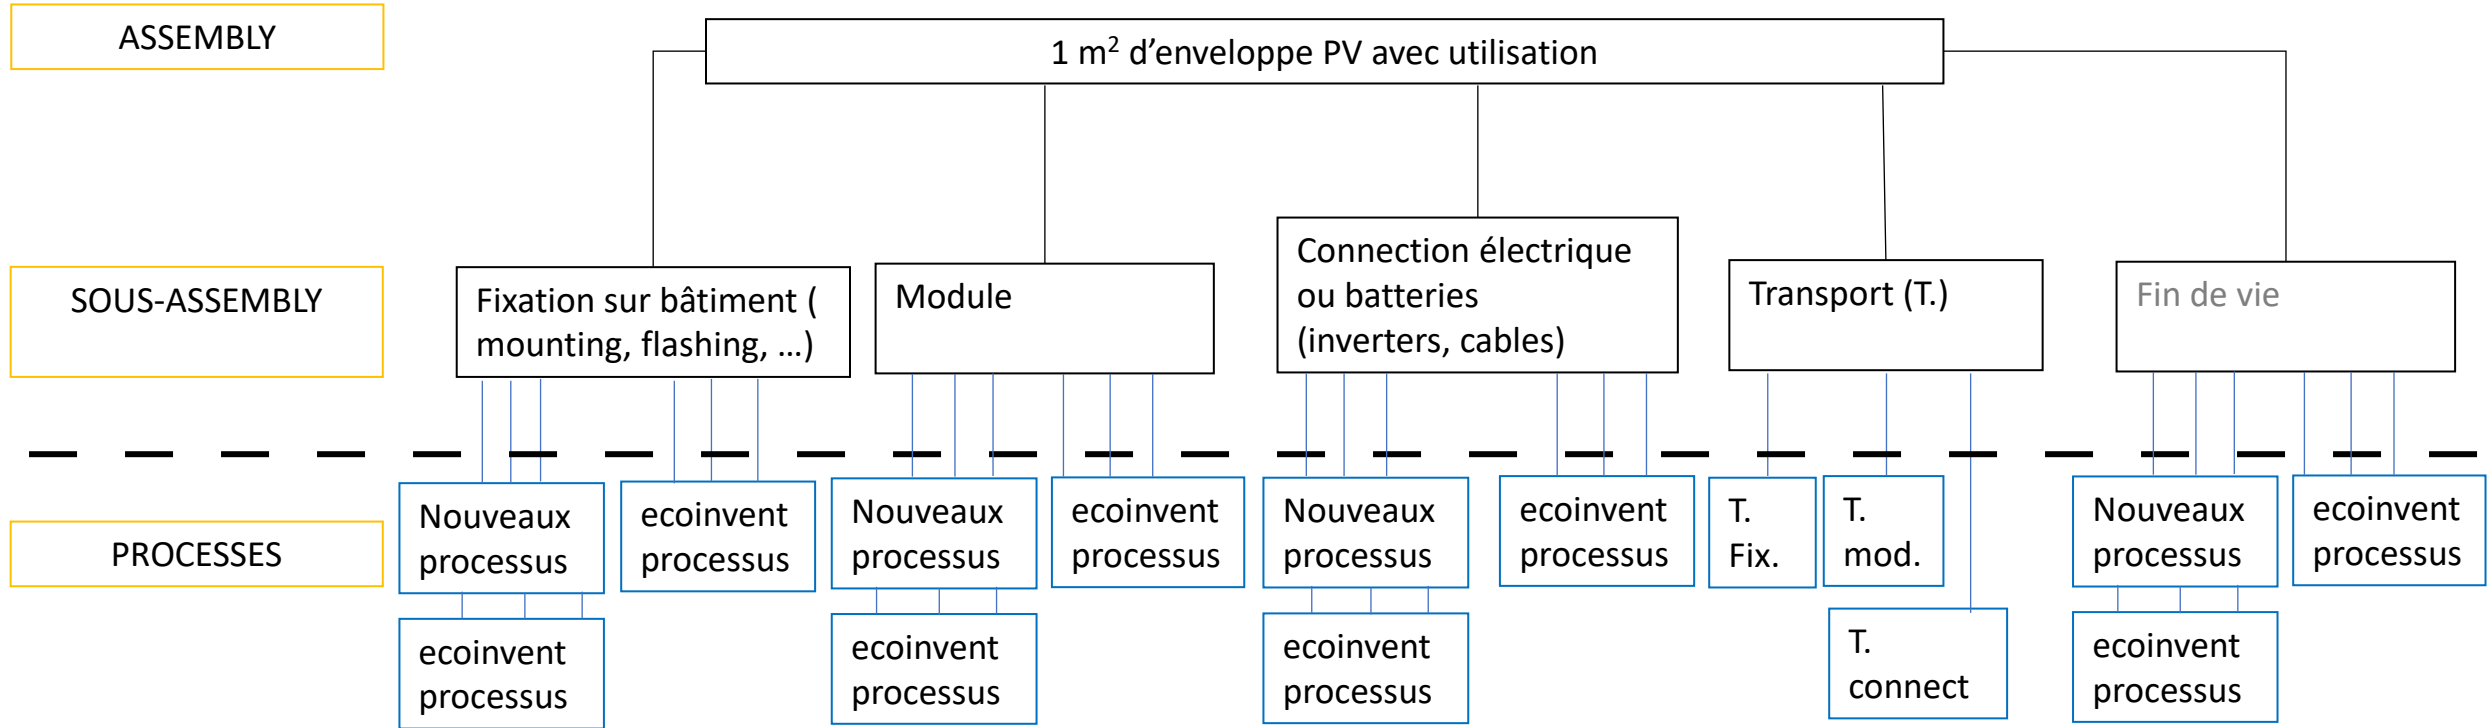 ASSEMBLY
1 m² d'enveloppe PV avec utilisation
SOUS-ASSEMBLY
Fixation sur bâtiment (
mounting, flashing, …)
Module
Connection électrique
ou batteries
(inverters, cables)
Transport (T.)
Fin de vie
PROCESSES
Nouveaux
processus
ecoinvent
processus
Nouveaux
processus
ecoinvent
processus
Nouveaux
processus
ecoinvent
processus
T.
Fix.
T.
mod.
Nouveaux
processus
ecoinvent
processus
ecoinvent
processus
ecoinvent
processus
ecoinvent
processus
T.
connect
ecoinvent
processus